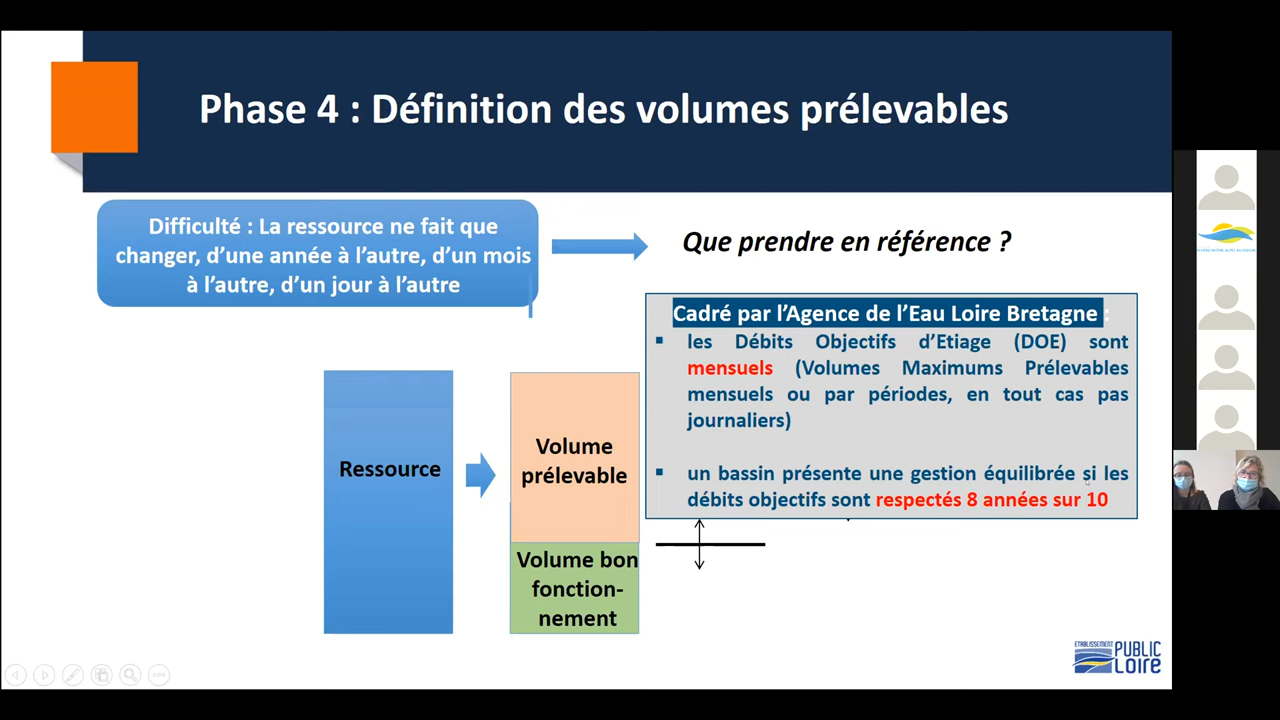 Phase 4 : Définition des volumes prélevables
Difficulté : La ressource ne fait que
changer, d'une année à l'autre, d'un mois
à l'autre, d'un jour à l'autre
Que prendre en référence ?
Cadré par l'Agence de l'Eau Loire Bretagne :
▪ les Débits Objectifs d'Etiage (DOE) sont
mensuels (Volumes Maximums Prélevables
mensuels ou par périodes, en tout cas pas
journaliers)
▪ un bassin présente une gestion équilibrée si les
débits objectifs sont respectés 8 années sur 10
Ressource
Volume
prélevable
Volume bon
fonction-
nement
ETABLISSEMENT
PUBLIC
LOIRE